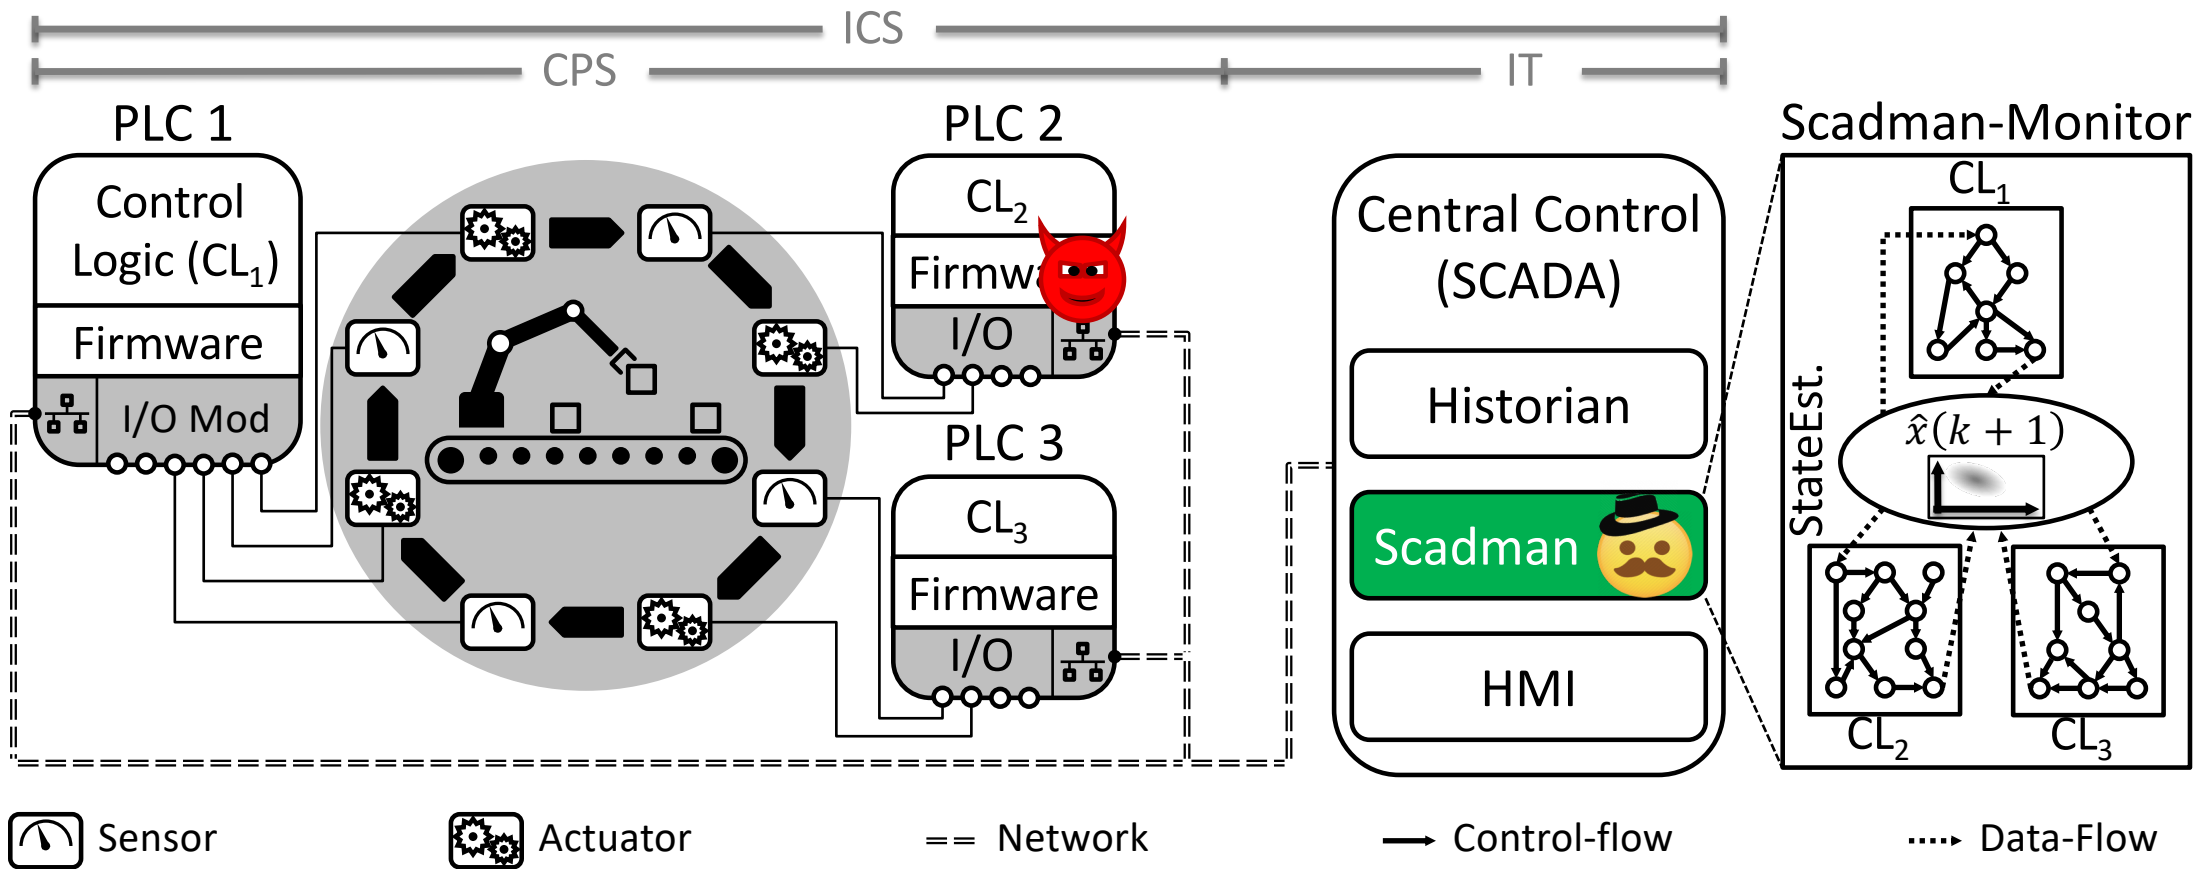 ICS
CPS
IT
PLC 1
Control
Logic (CL1)
Firmware
I/O Mod
PLC 2
CL2
Firmwa
I/O
PLC 3
CL3
Firmware
I/O
Central Control
(SCADA)
Historian
Scadman
HMI
Scadman-Monitor
CL1
StateEst.
x̂(k + 1)
CL2
CL3
Sensor
Actuator
Network
Control-flow
Data-Flow